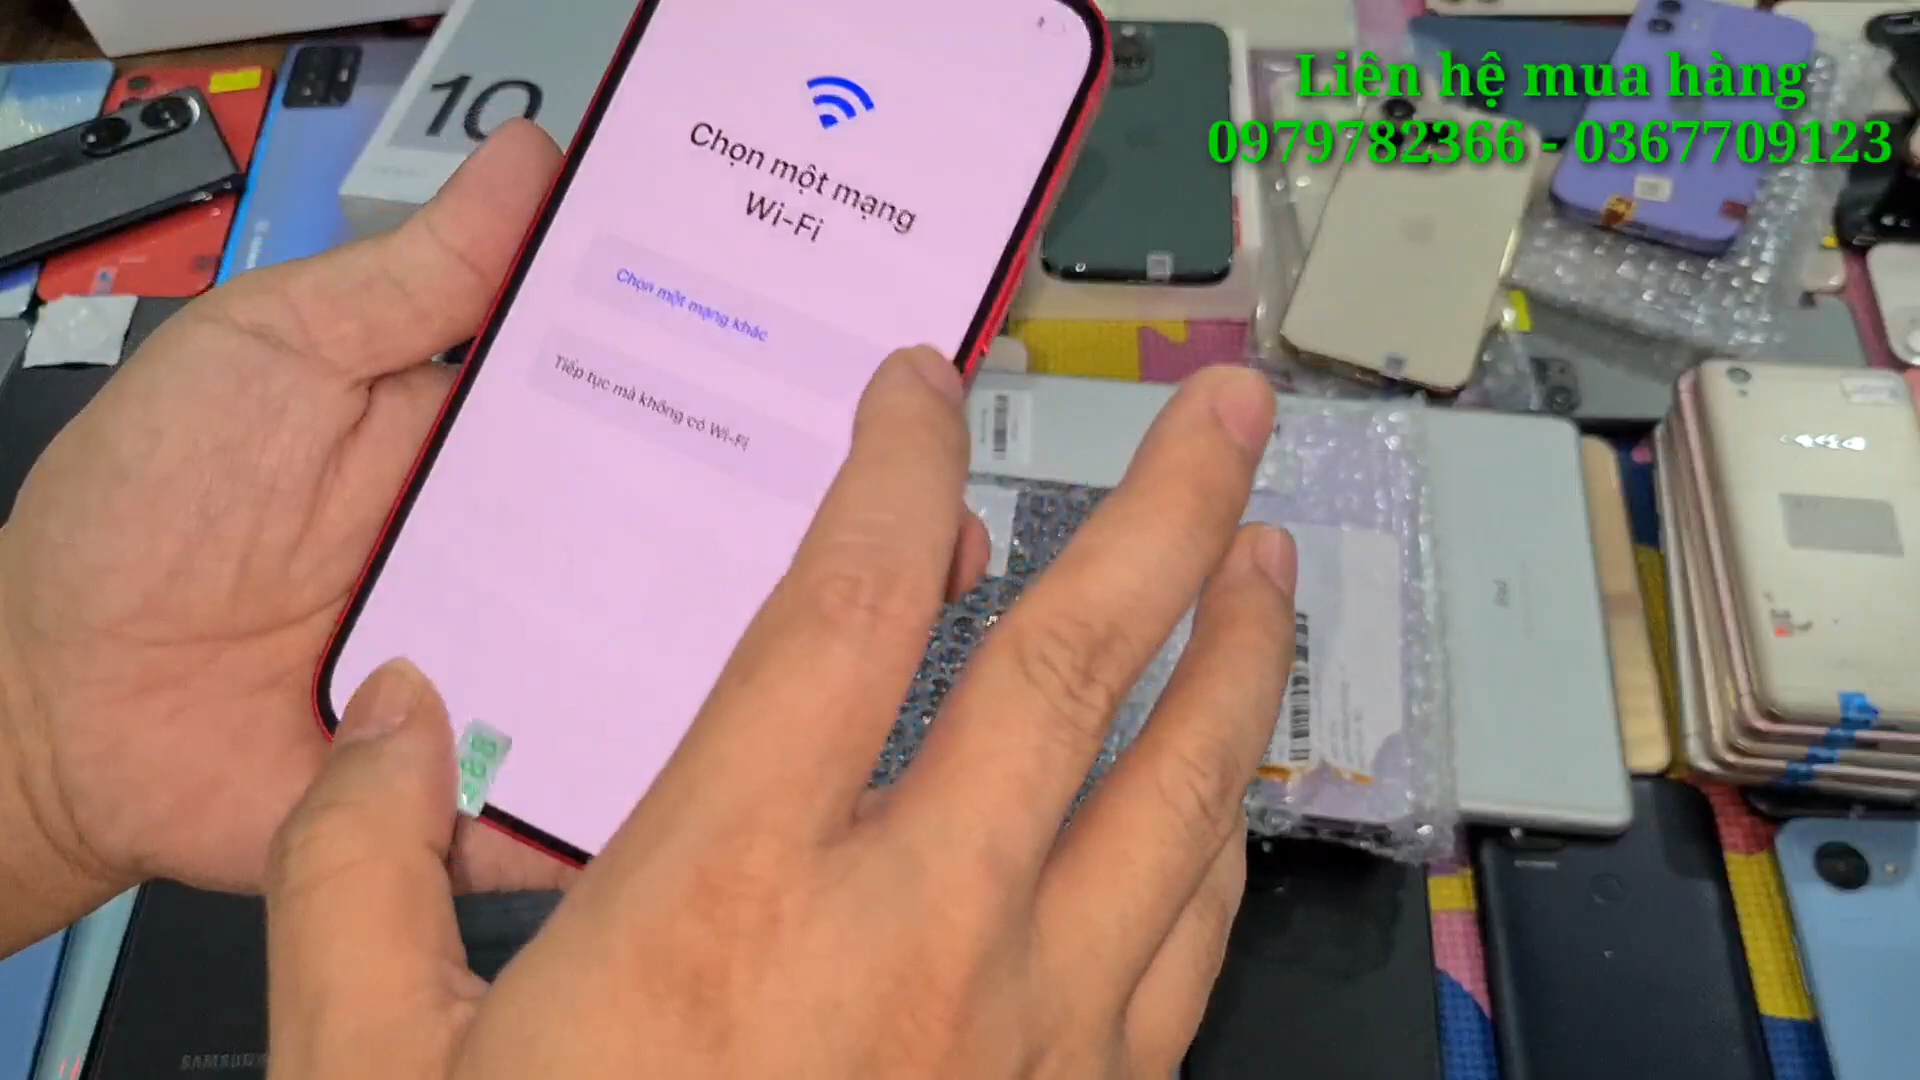 Liên hệ mua hàng
0979782366 - 0367709123
10
Chọn một mạng
Wi-Fi
Chọn một mạng khác
Tiếp tục mà không có Wi-Fi
iPad
SAMSUNG